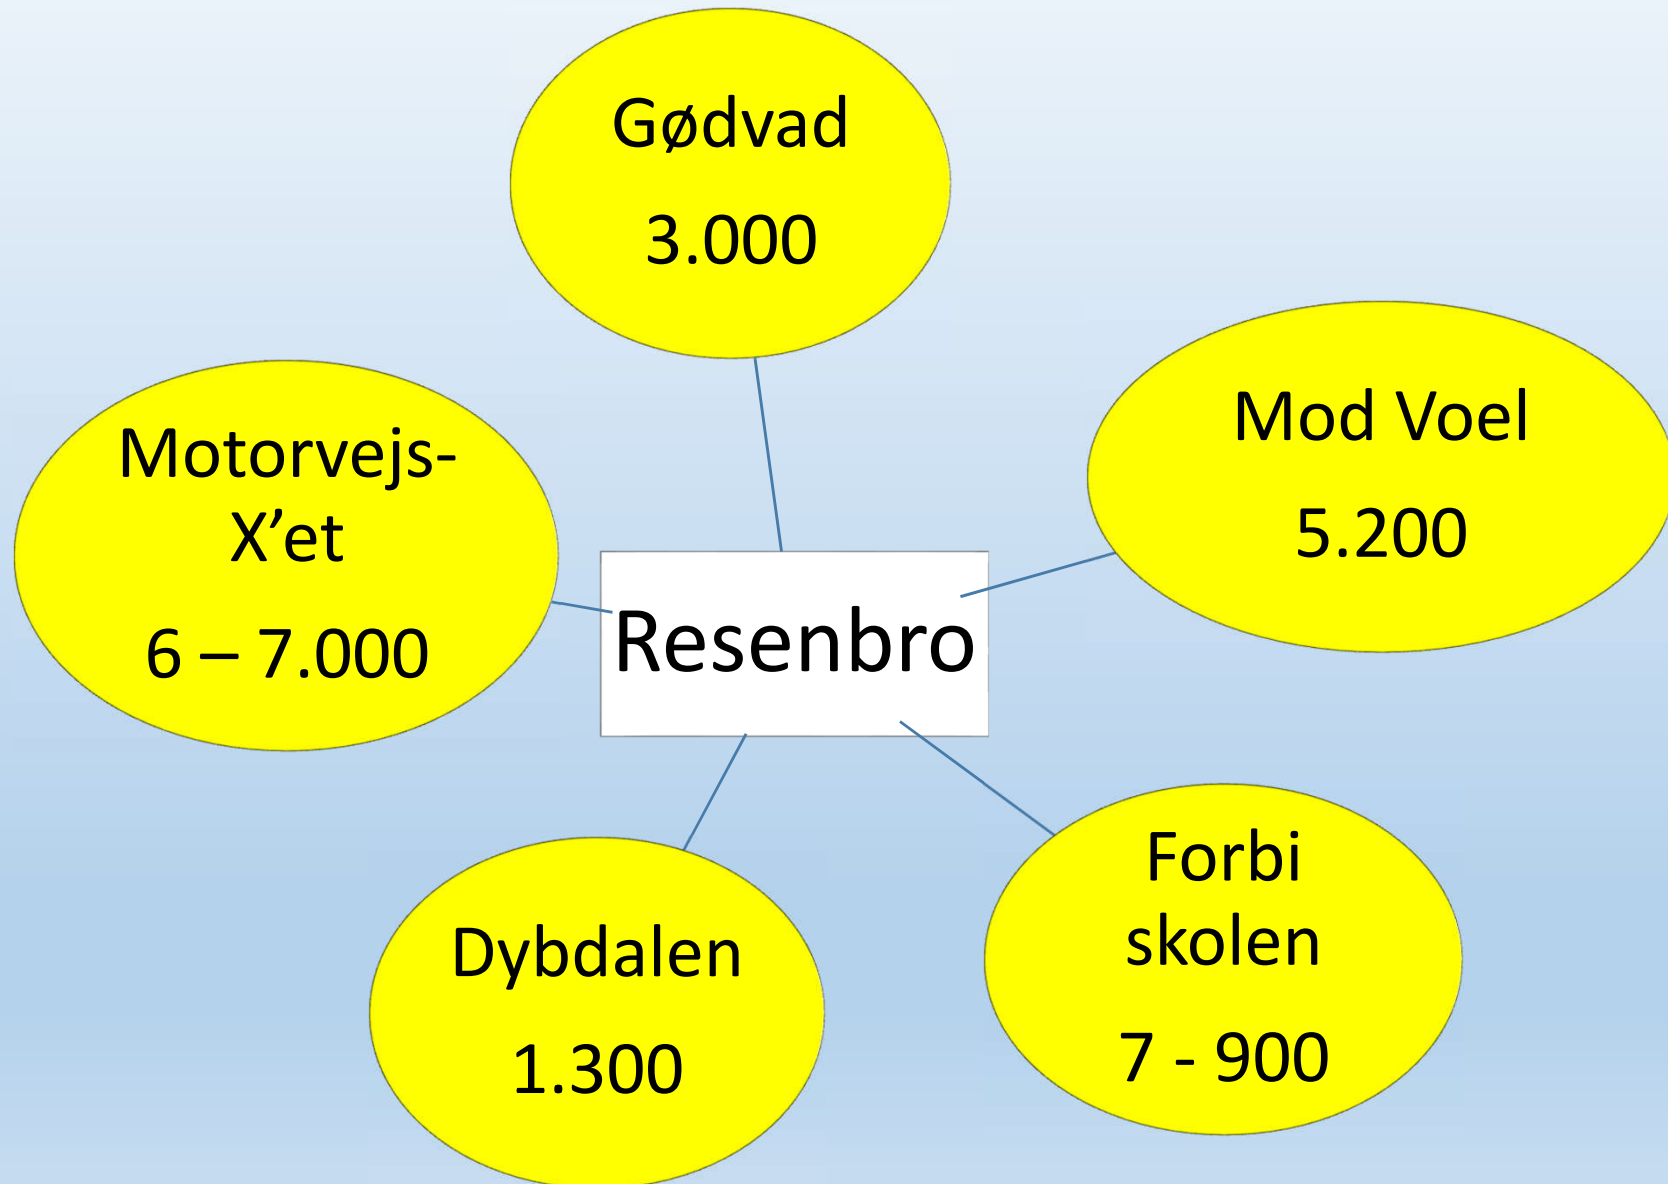 Gødvad
3.000
Mod Voel
5.200
Motorvejs-
X’et
6 – 7.000
Resenbro
Forbi
skolen
7 - 900
Dybdalen
1.300